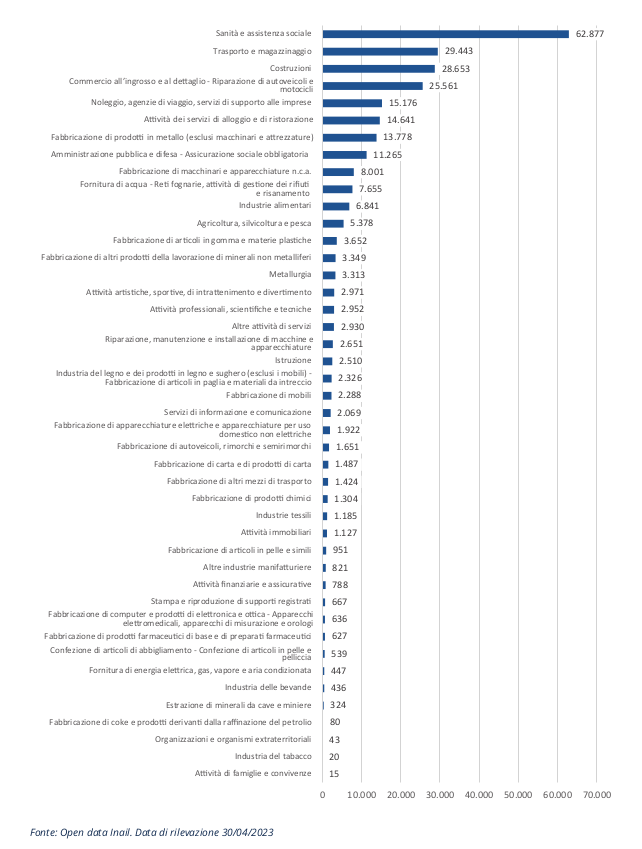 Sanità e assistenza sociale 62.877
Trasporto e magazzinaggio 29.443
Costruzioni 28.653
Commercio all'ingrosso e al dettaglio - Riparazione di autoveicoli e
motocicli 25.561
Noleggio, agenzie di viaggio, servizi di supporto alle imprese 15.176
Attività dei servizi di alloggio e di ristorazione 14.641
Fabbricazione di prodotti in metallo (esclusi macchinari e attrezzature) 13.778
Amministrazione pubblica e difesa - Assicurazione sociale obbligatoria 11.265
Fabbricazione di macchinari e apparecchiature n.c.a. 8.001
Fornitura di acqua - Reti fognarie, attività di gestione dei rifiuti
e risanamento 7.655
Industrie alimentari 6.841
Agricoltura, silvicoltura e pesca 5.378
Fabbricazione di articoli in gomma e materie plastiche 3.652
Fabbricazione di altri prodotti della lavorazione di minerali non metalliferi 3.349
Metallurgia 3.313
Attività artistiche, sportive, di intrattenimento e divertimento 2.971
Attività professionali, scientifiche e tecniche 2.952
Altre attività di servizi 2.930
Riparazione, manutenzione e installazione di macchine e
apparecchiature 2.651
Istruzione 2.510
Industria del legno e dei prodotti in legno e sughero (esclusi i mobili) -
Fabbricazione di articoli in paglia e materiali da intreccio 2.326
Fabbricazione di mobili 2.288
Servizi di informazione e comunicazione 2.069
Fabbricazione di apparecchiature elettriche e apparecchiature per uso
domestico non elettriche 1.922
Fabbricazione di autoveicoli, rimorchi e semirimorchi 1.651
Fabbricazione di carta e di prodotti di carta 1.487
Fabbricazione di altri mezzi di trasporto 1.424
Fabbricazione di prodotti chimici 1.304
Industrie tessili 1.185
Attività immobiliari 1.127
Fabbricazione di articoli in pelle e simili 951
Altre industrie manifatturiere 821
Attività finanziarie e assicurative 788
Stampa e riproduzione di supporti registrati 667
Fabbricazione di computer e prodotti di elettronica e ottica - Apparecchi
elettromedicali, apparecchi di misurazione e orologi 636
Fabbricazione di prodotti farmaceutici di base e di preparati farmaceutici 627
Confezione di articoli di abbigliamento - Confezione di articoli in pelle e
pelliccia 539
Fornitura di energia elettrica, gas, vapore e aria condizionata 447
Industria delle bevande 436
Estrazione di minerali da cave e miniere 324
Fabbricazione di coke e prodotti derivanti dalla raffinazione del petrolio 80
Organizzazioni e organismi extraterritoriali 43
Industria del tabacco 20
Attività di famiglie e convivenze 15
0 10.000 20.000 30.000 40.000 50.000 60.000 70.000
Fonte: Open data Inail. Data di rilevazione 30/04/2023